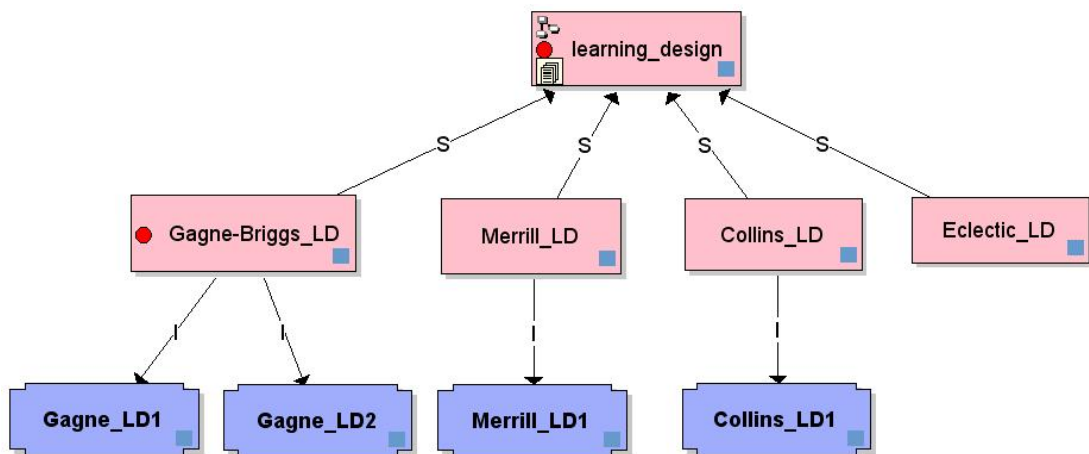 learning_design
S
S
S
S
Gagne-Briggs_LD
Merrill_LD
Collins_LD
Eclectic_LD
I
I
I
I
Gagne_LD1
Gagne_LD2
Merrill_LD1
Collins_LD1